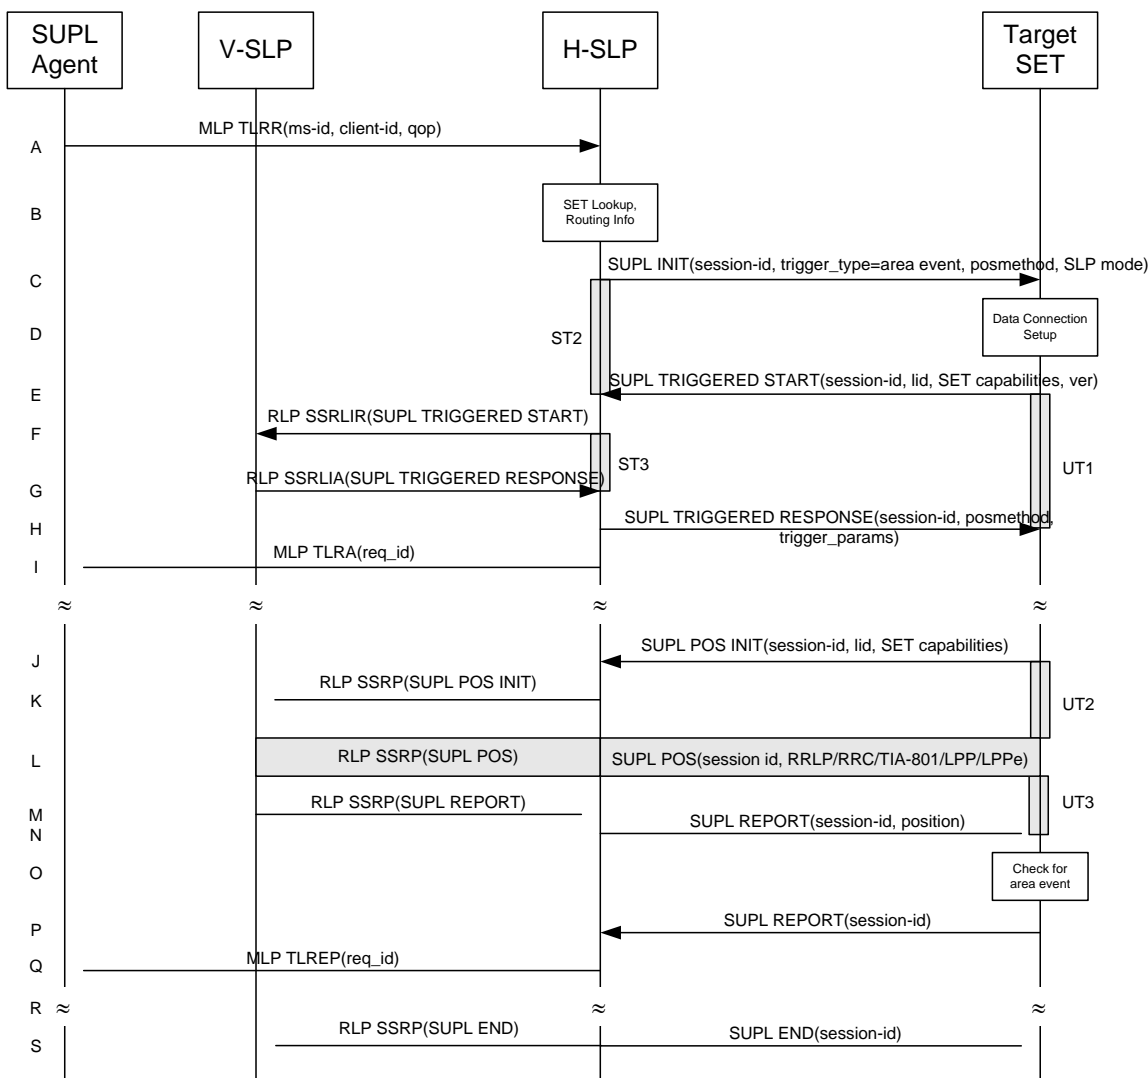 SUPL
Agent
V-SLP
H-SLP
Target
SET
MLP TLRR(ms-id, client-id, qop)
A
B
SET Lookup,
Routing Info
SUPL INIT(session-id, trigger_type=area event, posmethod, SLP mode)
C
D
ST2
Data Connection
Setup
E
SUPL TRIGGERED START(session-id, lid, SET capabilities, ver)
RLP SSRLIR(SUPL TRIGGERED START)
F
ST3
UT1
RLP SSRLIA(SUPL TRIGGERED RESPONSE)
G
H
SUPL TRIGGERED RESPONSE(session-id, posmethod,
trigger_params)
MLP TLRA(req_id)
I
≈ ≈ ≈ ≈
SUPL POS INIT(session-id, lid, SET capabilities)
J
RLP SSRP(SUPL POS INIT)
K
UT2
L
RLP SSRP(SUPL POS)
SUPL POS(session id, RRLP/RRC/TIA-801/LPP/LPPe)
RLP SSRP(SUPL REPORT)
UT3
M
N
SUPL REPORT(session-id, position)
O
Check for
area event
SUPL REPORT(session-id)
P
MLP TLREP(req_id)
Q
R ≈ ≈ ≈
RLP SSRP(SUPL END)
SUPL END(session-id)
S